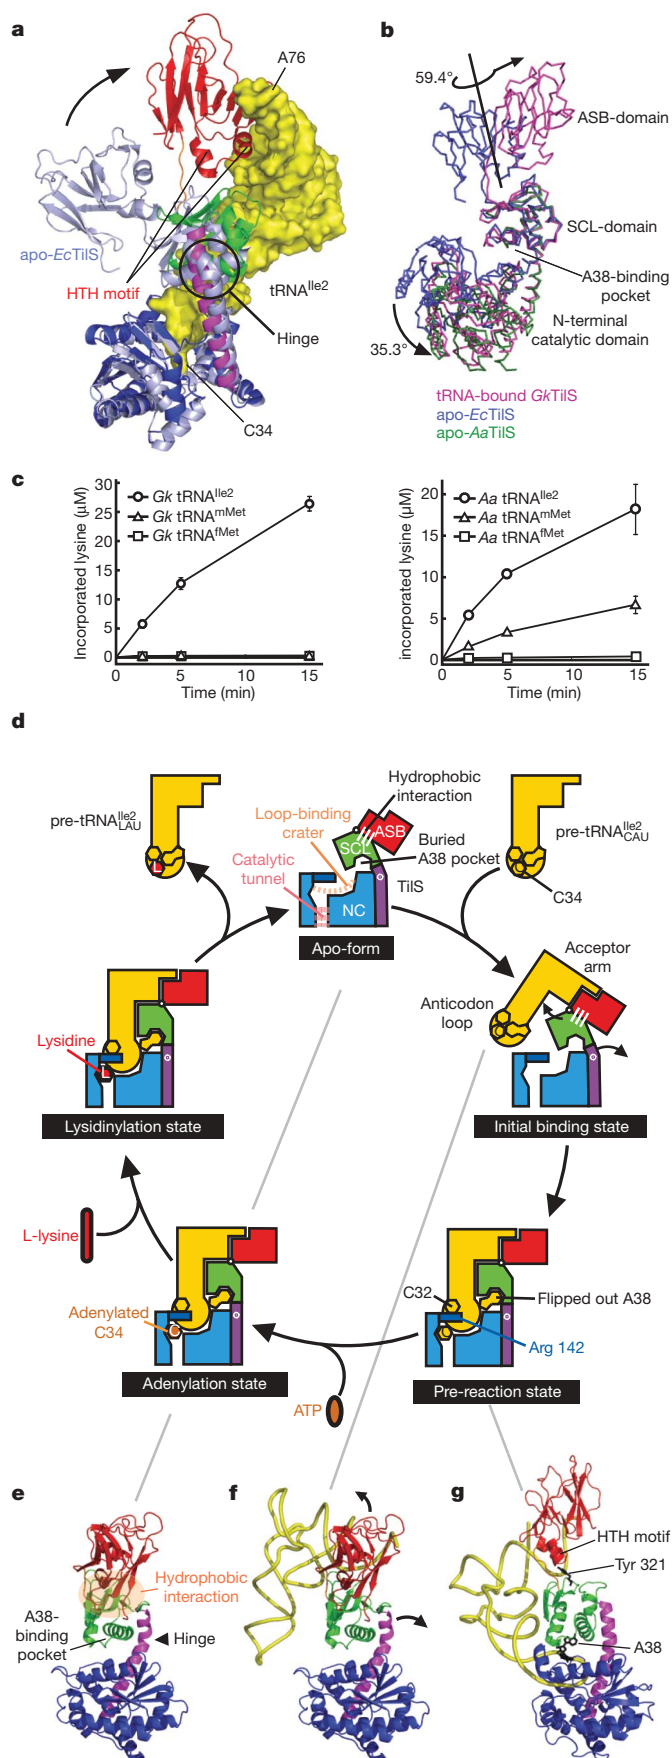 a
A76
apo-EcTilS
HTH motif
tRNAIle2
Hinge
C34
b
59.4°
ASB-domain
SCL-domain
A38-binding
pocket
N-terminal
catalytic domain
35.3°
tRNA-bound GkTilS
apo-EcTilS
apo-AaTilS
c
Incorporated lysine (µM)
30
25
20
15
10
5
0
Gk tRNAIle2
Gk tRNAmMet
Gk tRNAfMet
0 5 10 15
Time (min)
incorporated lysine (µM)
20
15
10
5
0
Aa tRNAIle2
Aa tRNAmMet
Aa tRNAfMet
0 5 10 15
Time (min)
d
pre-tRNAIle2LAU
L
Loop-binding
crater
Catalytic
tunnel
Hydrophobic
interaction
SCL
ASB
Buried
A38 pocket
TilS
NC
Apo-form
pre-tRNAIle2CAU
C34
Acceptor
arm
Anticodon
loop
Initial binding state
Lysidine
L
Lysidinylation state
L-lysine
Adenylated
C34
Adenylation state
ATP
C32
Flipped out A38
Arg 142
Pre-reaction state
e
Hydrophobic
interaction
A38-
binding
pocket
Hinge
f
g
HTH motif
Tyr 321
A38